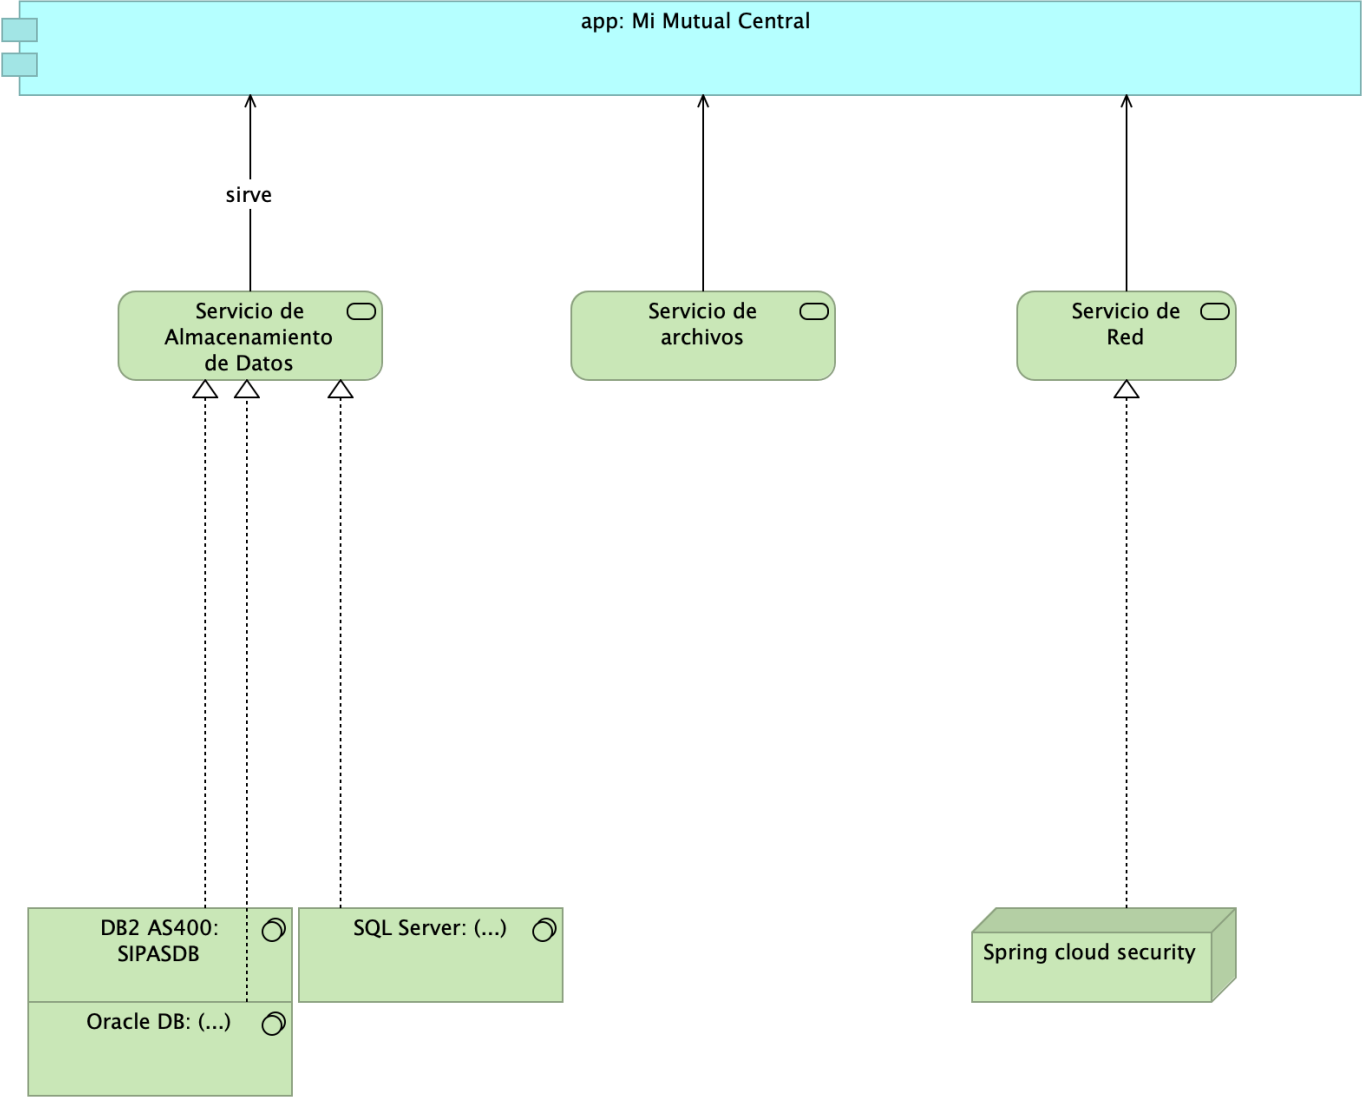 app: Mi Mutual Central
sirve
Servicio de
Almacenamiento
de Datos
Servicio de
archivos
Servicio de
Red
DB2 AS400:
SIPASDB
SQL Server: (...)
Spring cloud security
Oracle DB: (...)